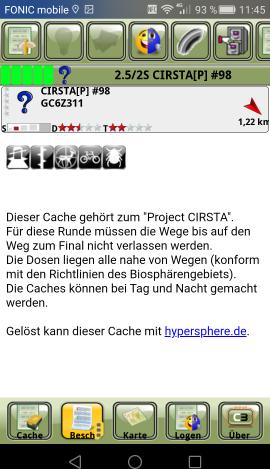 FONIC mobile 93 % 11:45
2.5/2S CIRSTA[P] #98
CIRSTA[P] #98
GC6Z311
1,22 km
S D T
Dieser Cache gehört zum "Project CIRSTA".
Für diese Runde müssen die Wege bis auf den
Weg zum Final nicht verlassen werden.
Die Dosen liegen alle nahe von Wegen (konform
mit den Richtlinien des Biosphärengebiets).
Die Caches können bei Tag und Nacht gemacht
werden.
Gelöst kann dieser Cache mit hypersphere.de.
Cache Besch Karte Logen Über